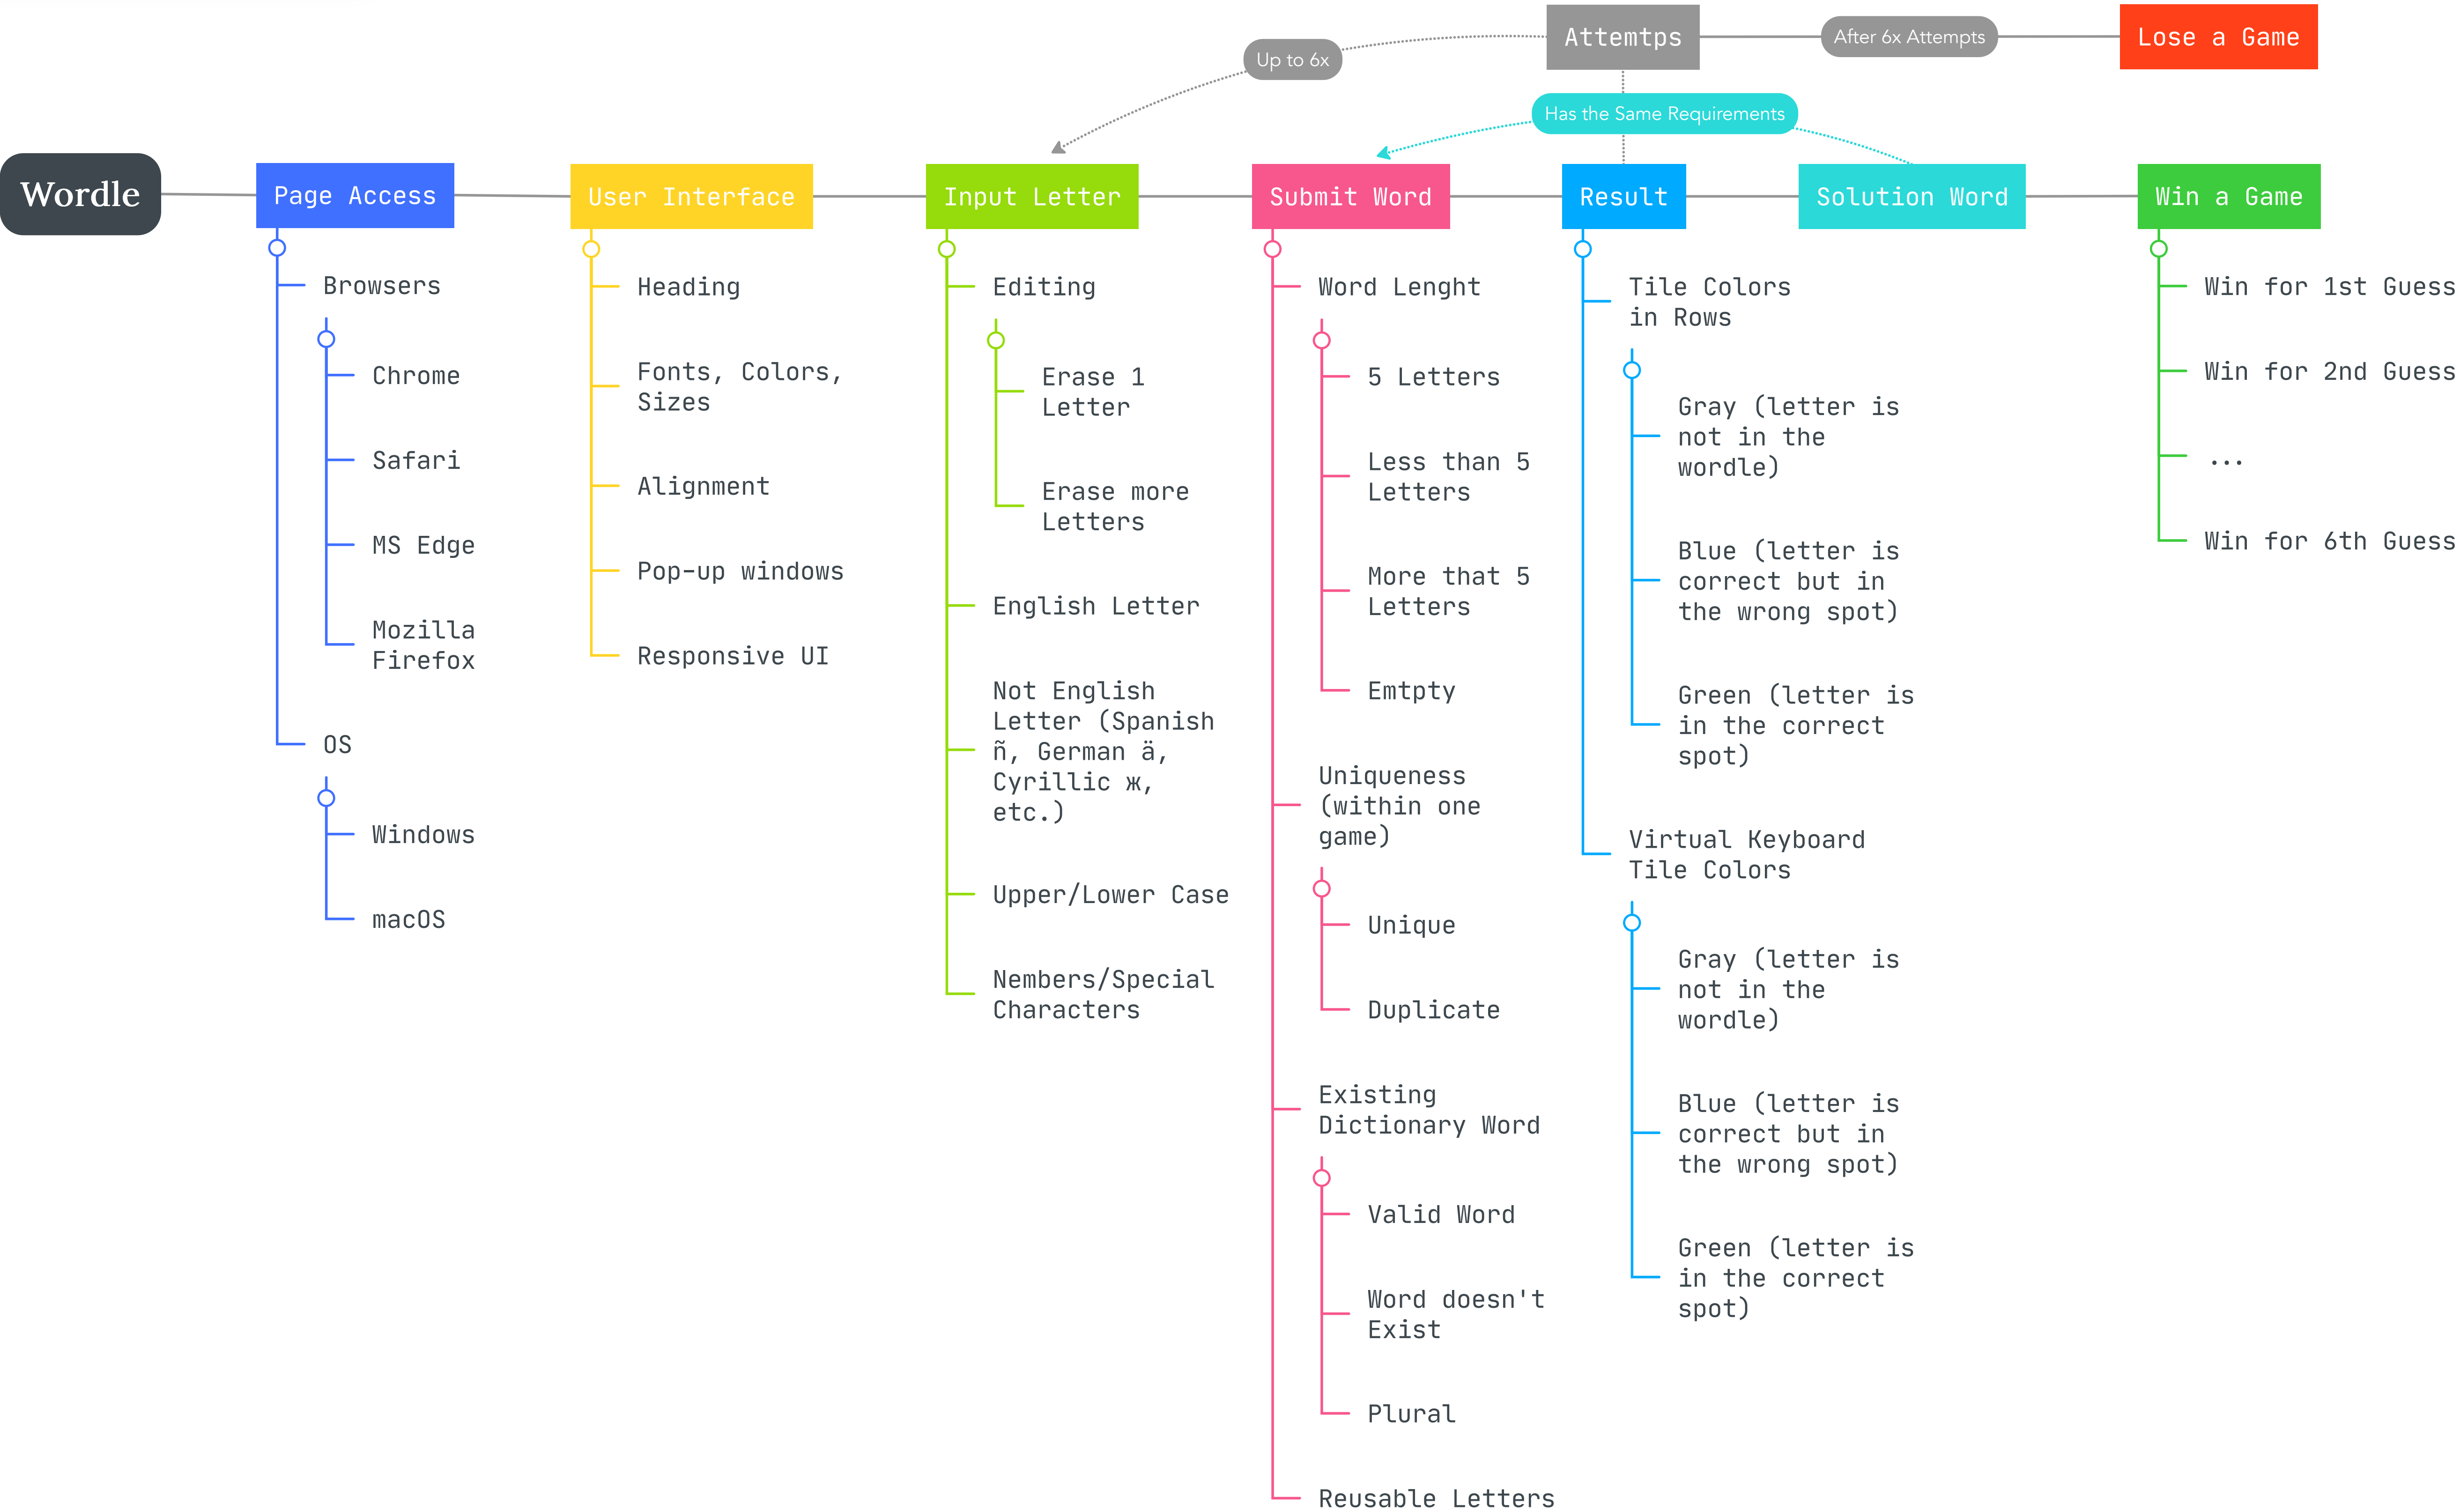 Attemtps
After 6x Attempts
Lose a Game
Up to 6x
Has the Same Requirements
Wordle
Page Access
User Interface
Input Letter
Submit Word
Result
Solution Word
Win a Game
Browsers
Chrome
Safari
MS Edge
Mozilla
Firefox
OS
Windows
macOS
Heading
Fonts, Colors,
Sizes
Alignment
Pop-up windows
Responsive UI
Editing
Erase 1
Letter
Erase more
Letters
English Letter
Not English
Letter (Spanish
ñ, German ä,
Cyrillic ж,
etc.)
Upper/Lower Case
Nembers/Special
Characters
Word Lenght
5 Letters
Less than 5
Letters
More that 5
Letters
Emtpty
Uniqueness
(within one
game)
Unique
Duplicate
Existing
Dictionary Word
Valid Word
Word doesn't
Exist
Plural
Reusable Letters
Tile Colors
in Rows
Gray (letter is
not in the
wordle)
Blue (letter is
correct but in
the wrong spot)
Green (letter is
in the correct
spot)
Virtual Keyboard
Tile Colors
Gray (letter is
not in the
wordle)
Blue (letter is
correct but in
the wrong spot)
Green (letter is
in the correct
spot)
Win for 1st Guess
Win for 2nd Guess
...
Win for 6th Guess